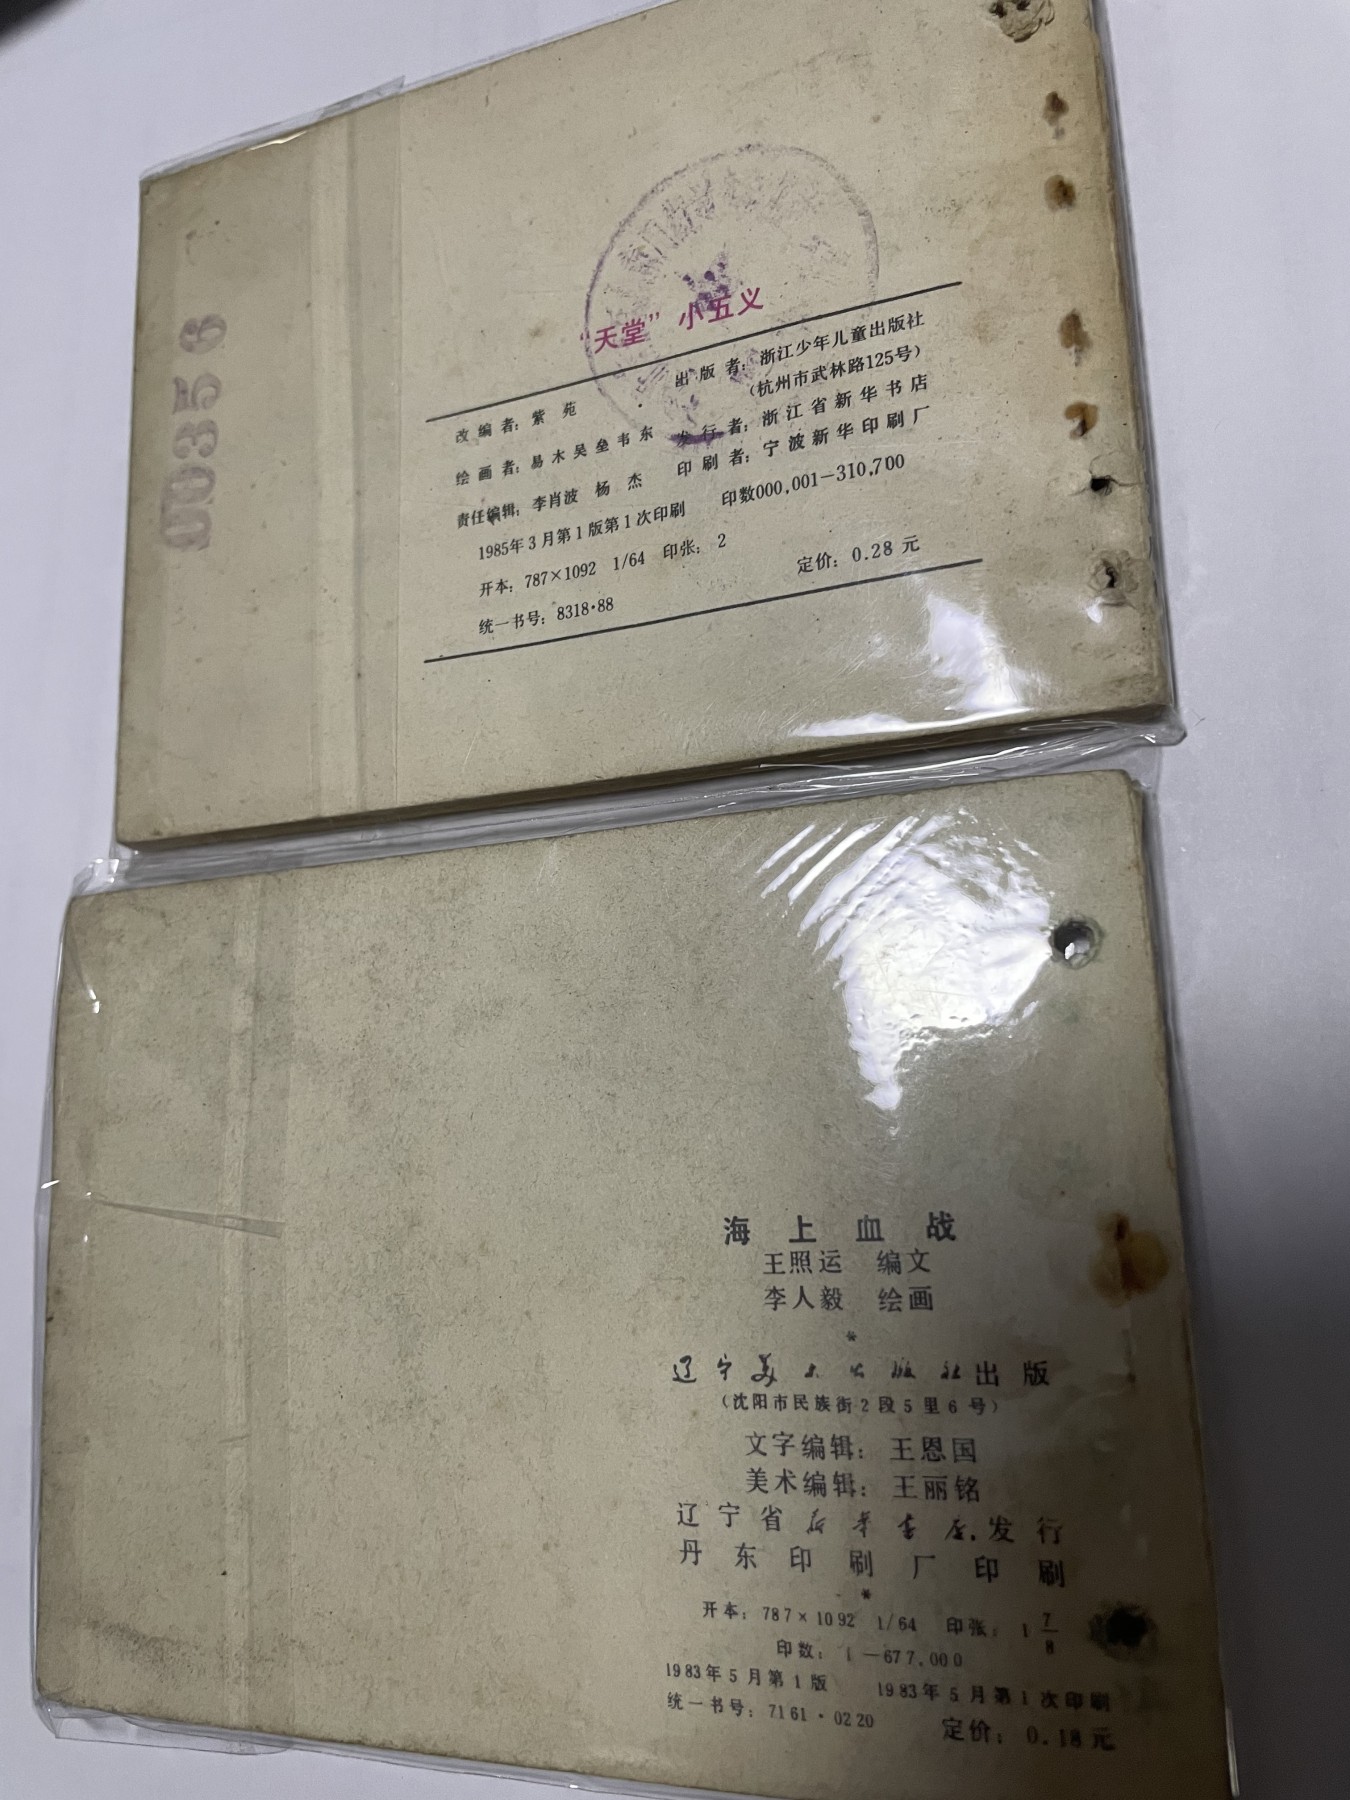 00356
“天堂”小五义
改编者：紫苑
出版者：浙江少年儿童出版社
（杭州市武林路125号）
绘画者：易木吴垒韦东
发行者：浙江省新华书店
责任编辑：李肖波 杨杰
印刷者：宁波新华印刷厂
1985年3月第1版第1次印刷 印数000,001—310,700
开本：787×1092 1/64 印张：2
统一书号：8318·88
定价：0.28元
海上血战
王照运 编文
李人毅 绘画
*
辽宁美术出版社出版
（沈阳市民族街2段5里6号）
文字编辑：王恩国
美术编辑：王丽铭
辽宁省新华书店发行
丹东印刷厂印刷
*
开本：787×1092 1/64 印张：1 7/8
印数：1—677,000
1983年5月第1版 1983年5月第1次印刷
统一书号：7161·0220 定价：0.18元